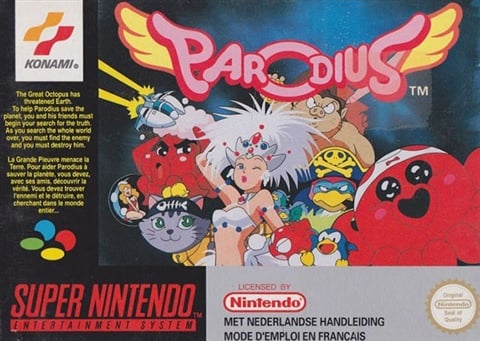 KONAMI®
PARODIUS
TM
The Great Octopus has
threatened Earth.
To help Parodius save the
planet, you and his friends must
begin your search for the truth.
As you search the whole world
over, you must find the enemy
and you must destroy him.
La Grande Pieuvre menace la
Terre. Pour aider Parodius à
sauver la planète, vous devez,
avec ses amis, découvrir la
vérité. Vous devez trouver
l'ennemi et le détruire, en
cherchant dans le monde
entier...
SUPER NINTENDO
TM
ENTERTAINMENT SYSTEM
LICENSED BY
Nintendo®
MET NEDERLANDSE HANDLEIDING
MODE D'EMPLOI EN FRANCAIS
Original
Nintendo
Seal of
Quality